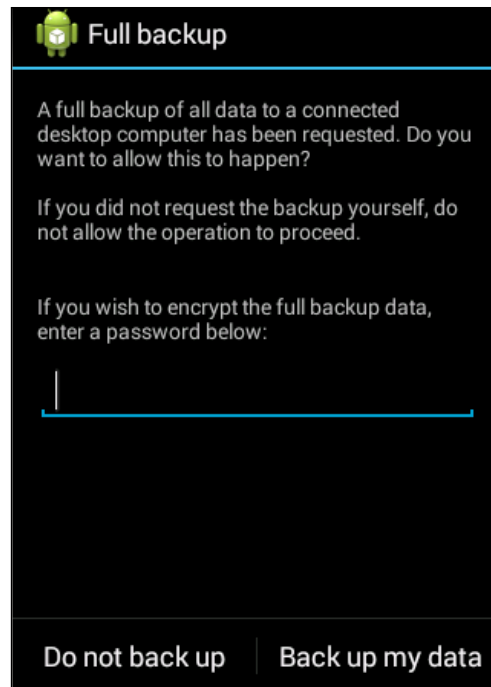 Full backup
A full backup of all data to a connected
desktop computer has been requested. Do you
want to allow this to happen?
If you did not request the backup yourself, do
not allow the operation to proceed.
If you wish to encrypt the full backup data,
enter a password below:
Do not back up
Back up my data